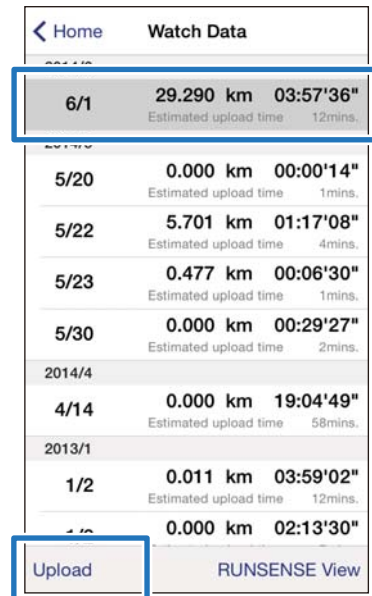 Home Watch Data
6/1 29.290 km 03:57'36"
Estimated upload time 12mins.
5/20 0.000 km 00:00'14"
Estimated upload time 1mins.
5/22 5.701 km 01:17'08"
Estimated upload time 4mins.
5/23 0.477 km 00:06'30"
Estimated upload time 1mins.
5/30 0.000 km 00:29'27"
Estimated upload time 2mins.
2014/4
4/14 0.000 km 19:04'49"
Estimated upload time 58mins.
2013/1
1/2 0.011 km 03:59'02"
Estimated upload time 12mins.
0.000 km 02:13'30"
Upload RUNSENSE View